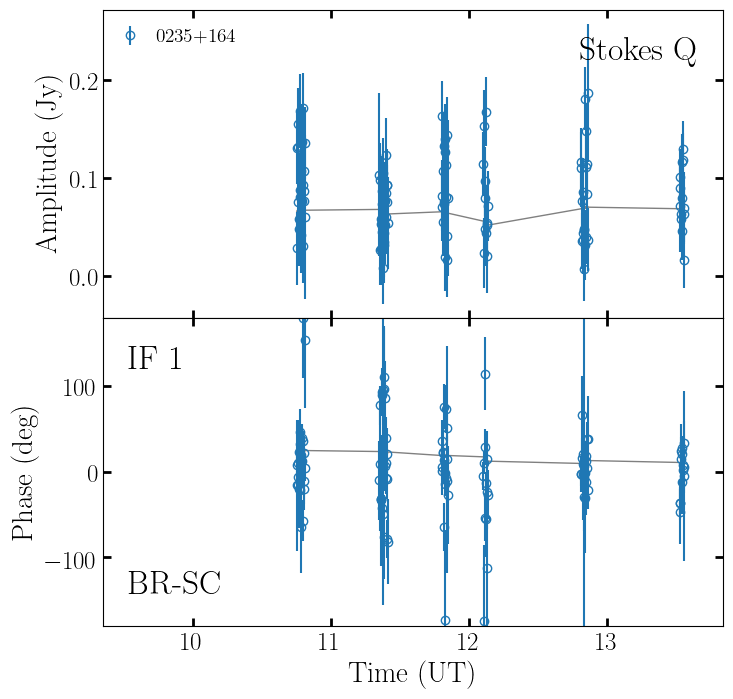 0235+164
Stokes Q
Amplitude (Jy)
0.2
0.1
0.0
IF 1
Phase (deg)
100
0
−100
BR-SC
10 11 12 13
Time (UT)